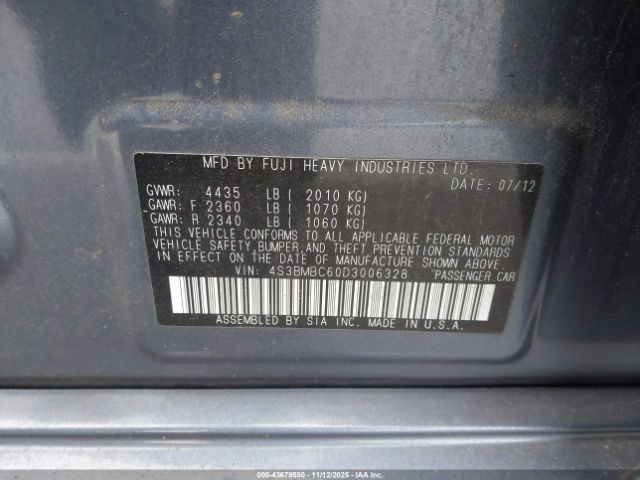 MFD BY FUJI HEAVY INDUSTRIES LTD.
DATE: 07/12
GVWR: 4435 LB ( 2010 KG)
GAWR: F 2360 LB ( 1070 KG)
GAWR: R 2340 LB ( 1060 KG)
THIS VEHICLE CONFORMS TO ALL APPLICABLE FEDERAL MOTOR
VEHICLE SAFETY, BUMPER, AND THEFT PREVENTION STANDARDS
IN EFFECT ON THE DATE OF MANUFACTURE SHOWN ABOVE.
VIN: 4S3BMBC60D3006328 PASSENGER CAR
ASSEMBLED BY SIA INC. MADE IN U.S.A.
000-43678550 - 11/12/2025 - IAAI.COM